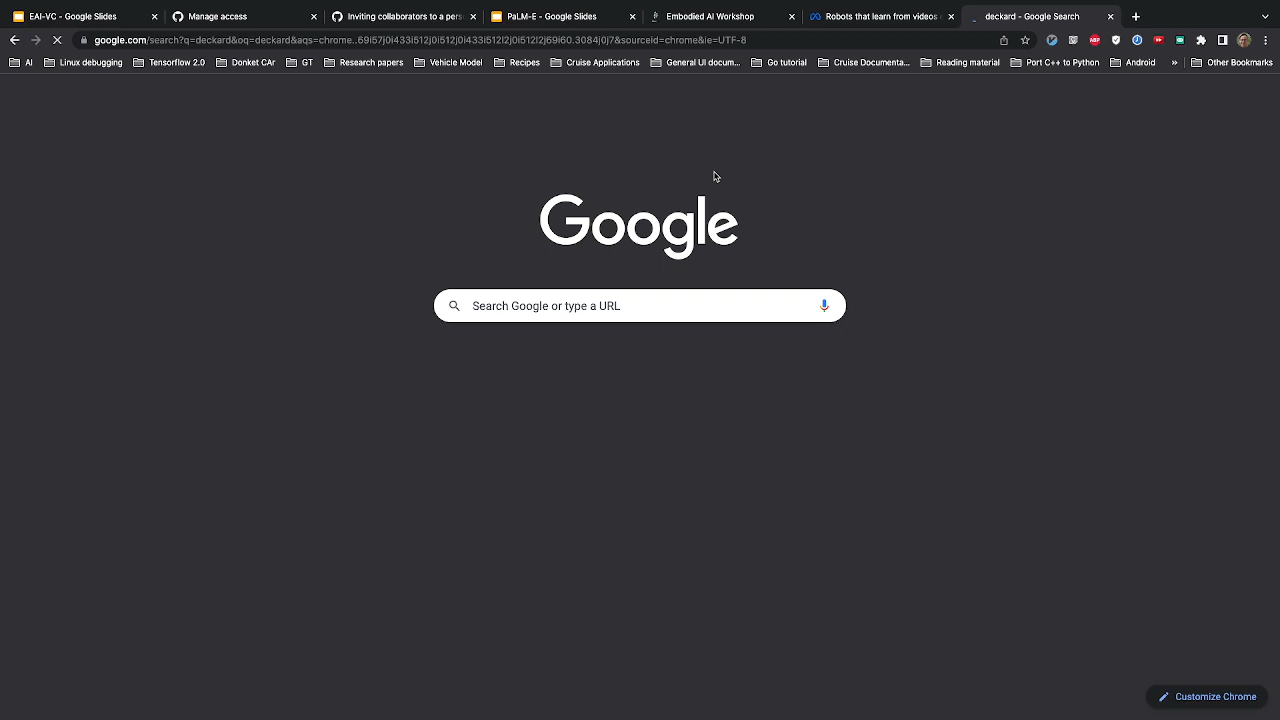 EAI-VC - Google Slides
Manage access
Inviting collaborators to a pers
PaLM-E - Google Slides
Embodied AI Workshop
Robots that learn from videos
deckard - Google Search
google.com/search?q=deckard&oq=deckard&aqs=chrome..69i57j0i433i512j0i512j0i433i512l2j0i512l2j69i60.3084j0j7&sourceid=chrome&ie=UTF-8
AI
Linux debugging
Tensorflow 2.0
Donket CAr
GT
Research papers
Vehicle Model
Recipes
Cruise Applications
General UI docum...
Go tutorial
Cruise Documenta...
Reading material
Port C++ to Python
Android
»
Other Bookmarks
Google
Search Google or type a URL
Customize Chrome